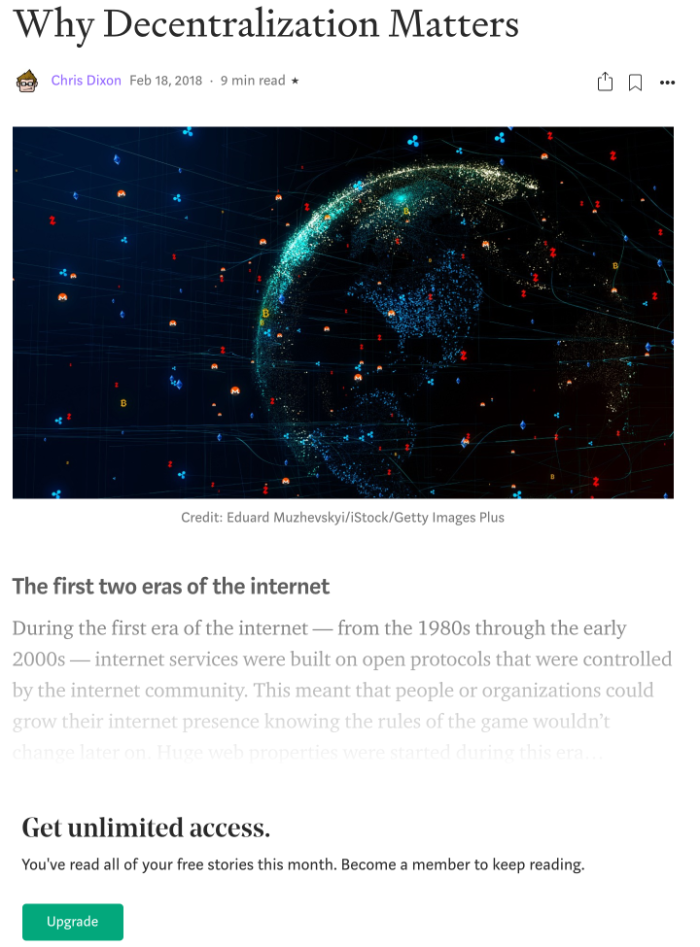 Why Decentralization Matters
Chris Dixon Feb 18, 2018 · 9 min read ★
Credit: Eduard Muzhevskyi/iStock/Getty Images Plus
The first two eras of the internet
During the first era of the internet — from the 1980s through the early
2000s — internet services were built on open protocols that were controlled
by the internet community. This meant that people or organizations could
grow their internet presence knowing the rules of the game wouldn’t
change later on. Huge web properties were started during this era…
Get unlimited access.
You've read all of your free stories this month. Become a member to keep reading.
Upgrade